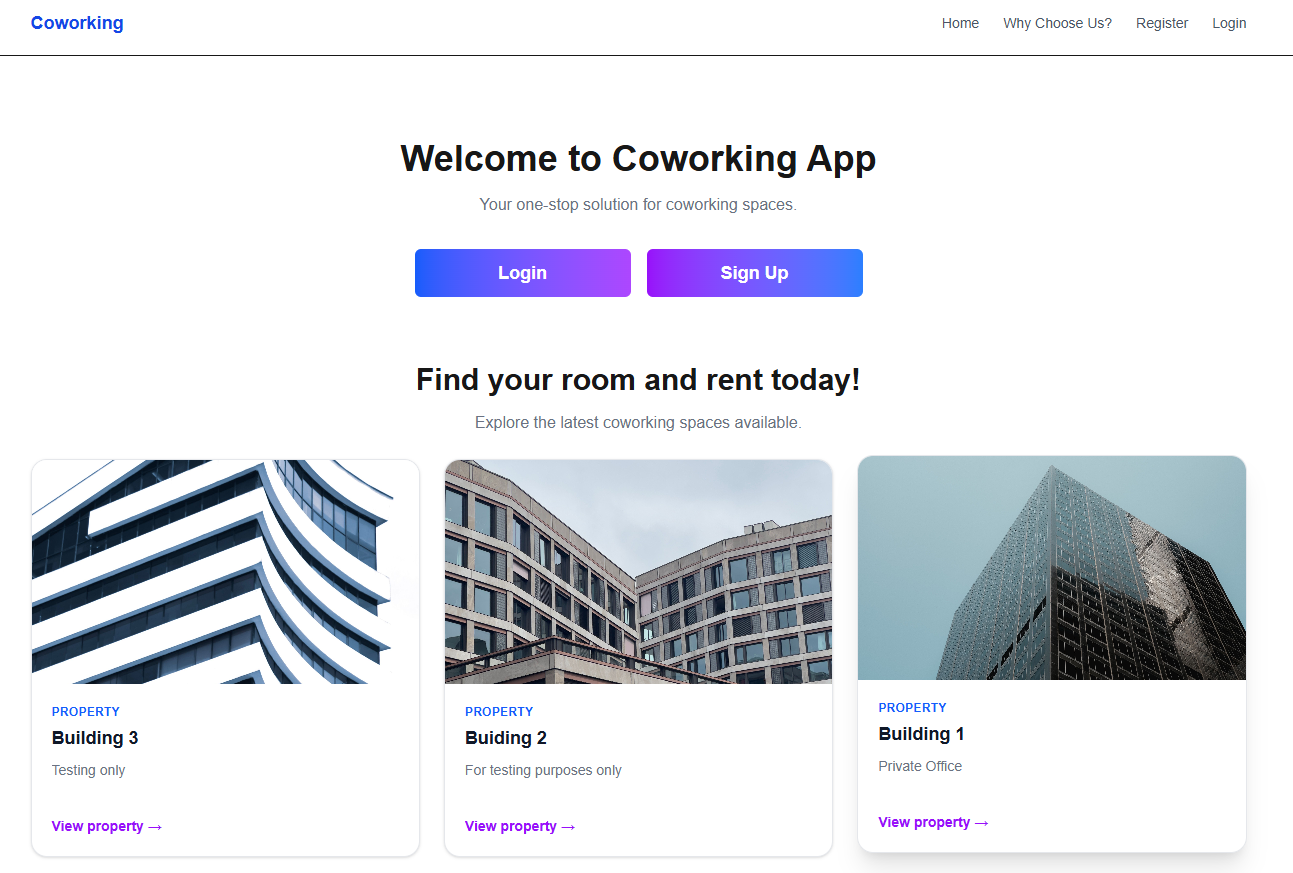 Coworking
Home Why Choose Us? Register Login
Welcome to Coworking App
Your one-stop solution for coworking spaces.
Login
Sign Up
Find your room and rent today!
Explore the latest coworking spaces available.
PROPERTY
Building 3
Testing only
View property →
PROPERTY
Buiding 2
For testing purposes only
View property →
PROPERTY
Building 1
Private Office
View property →